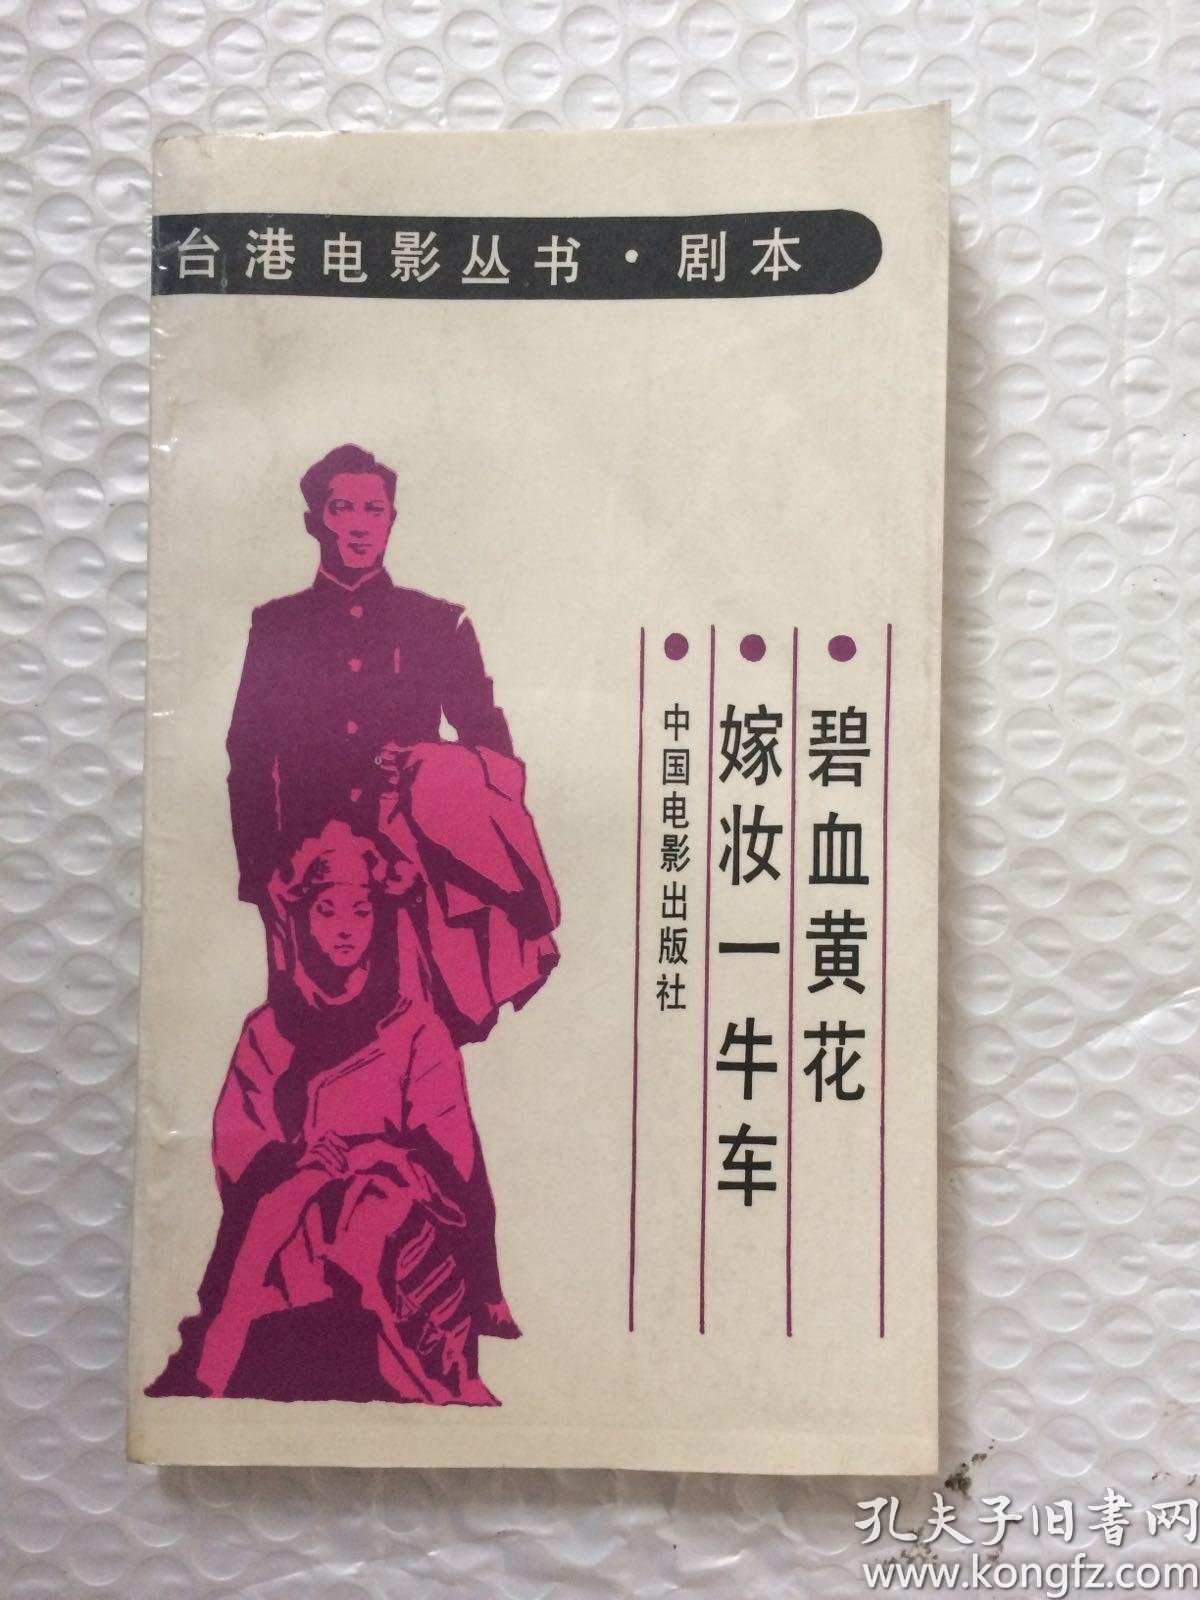 台港电影丛书·剧本
碧血黄花
嫁妆一牛车
中国电影出版社
孔夫子旧书网
www.kongfz.com